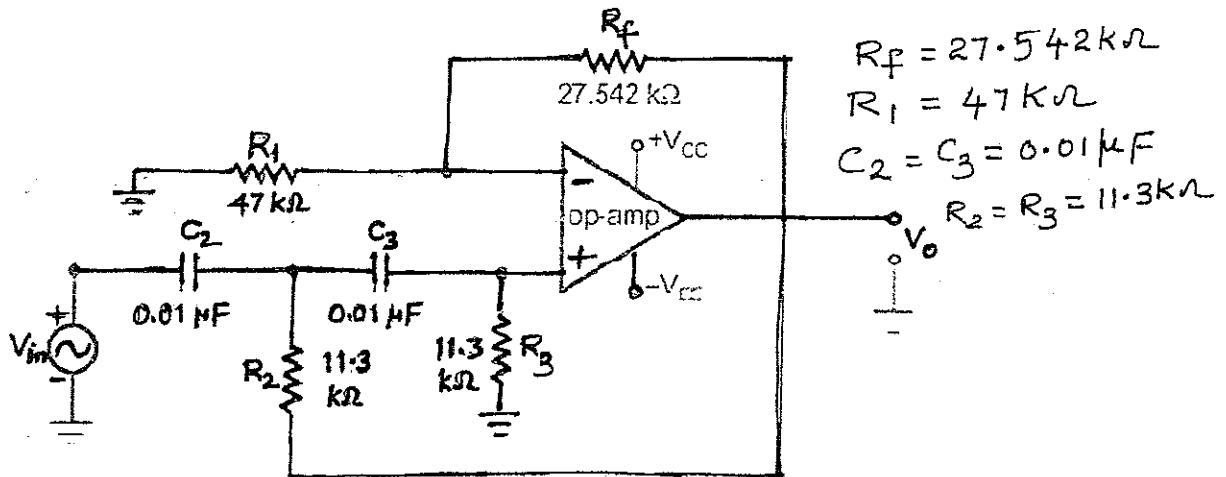 Rf
27.542 kΩ
Rf = 27.542kΩ
R1 = 47KΩ
C2 = C3 = 0.01μF
R2 = R3 = 11.3kΩ
+VCC
R1
47 kΩ
-
op-amp
+
-VCC
Vo
C2
0.01 μF
C3
0.01 μF
+
Vin
-
R2
11.3
kΩ
11.3
kΩ
R3